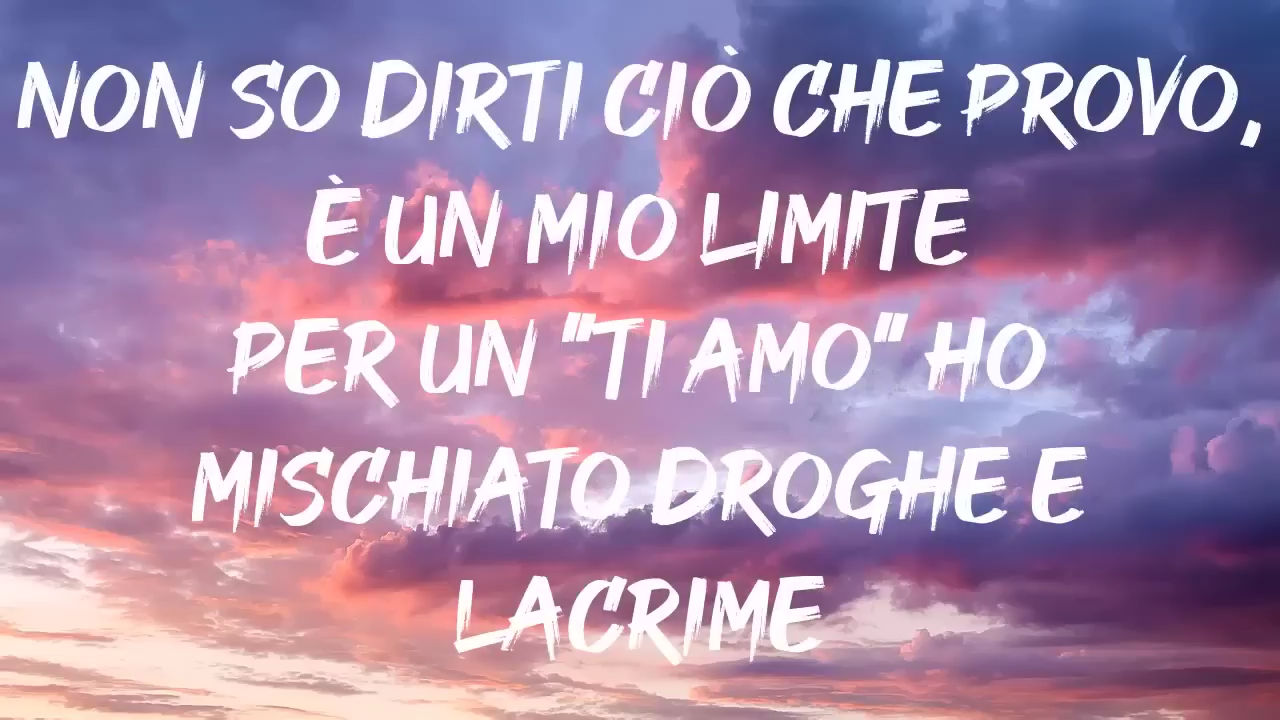 NON SO DIRTI CIÒ CHE PROVO,
È UN MIO LIMITE
PER UN "TI AMO" HO
MISCHIATO DROGHE E
LACRIME